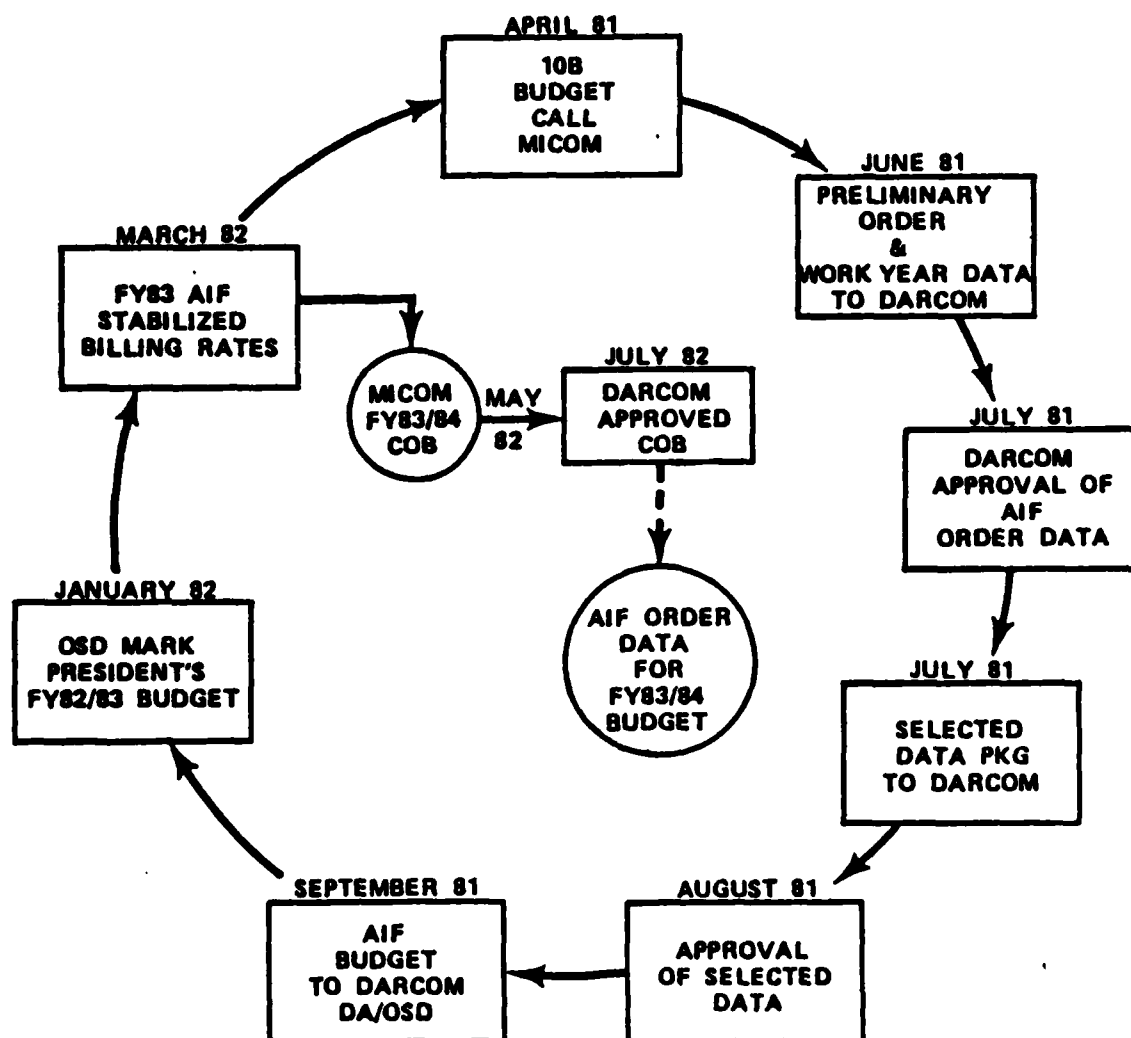 APRIL 81
10B
BUDGET
CALL
MICOM
JUNE 81
PRELIMINARY
ORDER
&
WORK YEAR DATA
TO DARCOM
JULY 81
DARCOM
APPROVAL OF
AIF
ORDER DATA
JULY 81
SELECTED
DATA PKG
TO DARCOM
AUGUST 81
APPROVAL
OF SELECTED
DATA
SEPTEMBER 81
AIF
BUDGET
TO DARCOM
DA/OSD
JANUARY 82
OSD MARK
PRESIDENT'S
FY82/83 BUDGET
MARCH 82
FY83 AIF
STABILIZED
BILLING RATES
MICOM
FY83/84
COB
MAY
82
JULY 82
DARCOM
APPROVED
COB
AIF ORDER
DATA
FOR
FY83/84
BUDGET